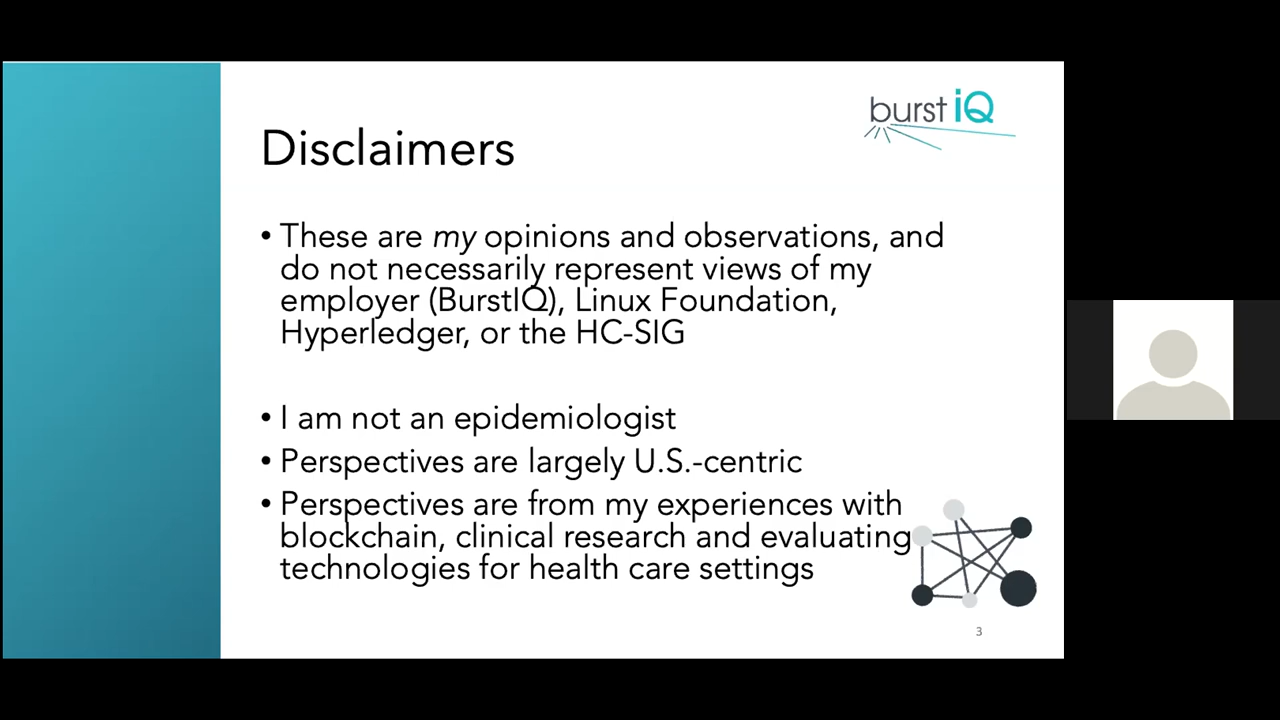 burst iQ
Disclaimers
• These are my opinions and observations, and
do not necessarily represent views of my
employer (BurstIQ), Linux Foundation,
Hyperledger, or the HC-SIG
• I am not an epidemiologist
• Perspectives are largely U.S.-centric
• Perspectives are from my experiences with
blockchain, clinical research and evaluating
technologies for health care settings
3